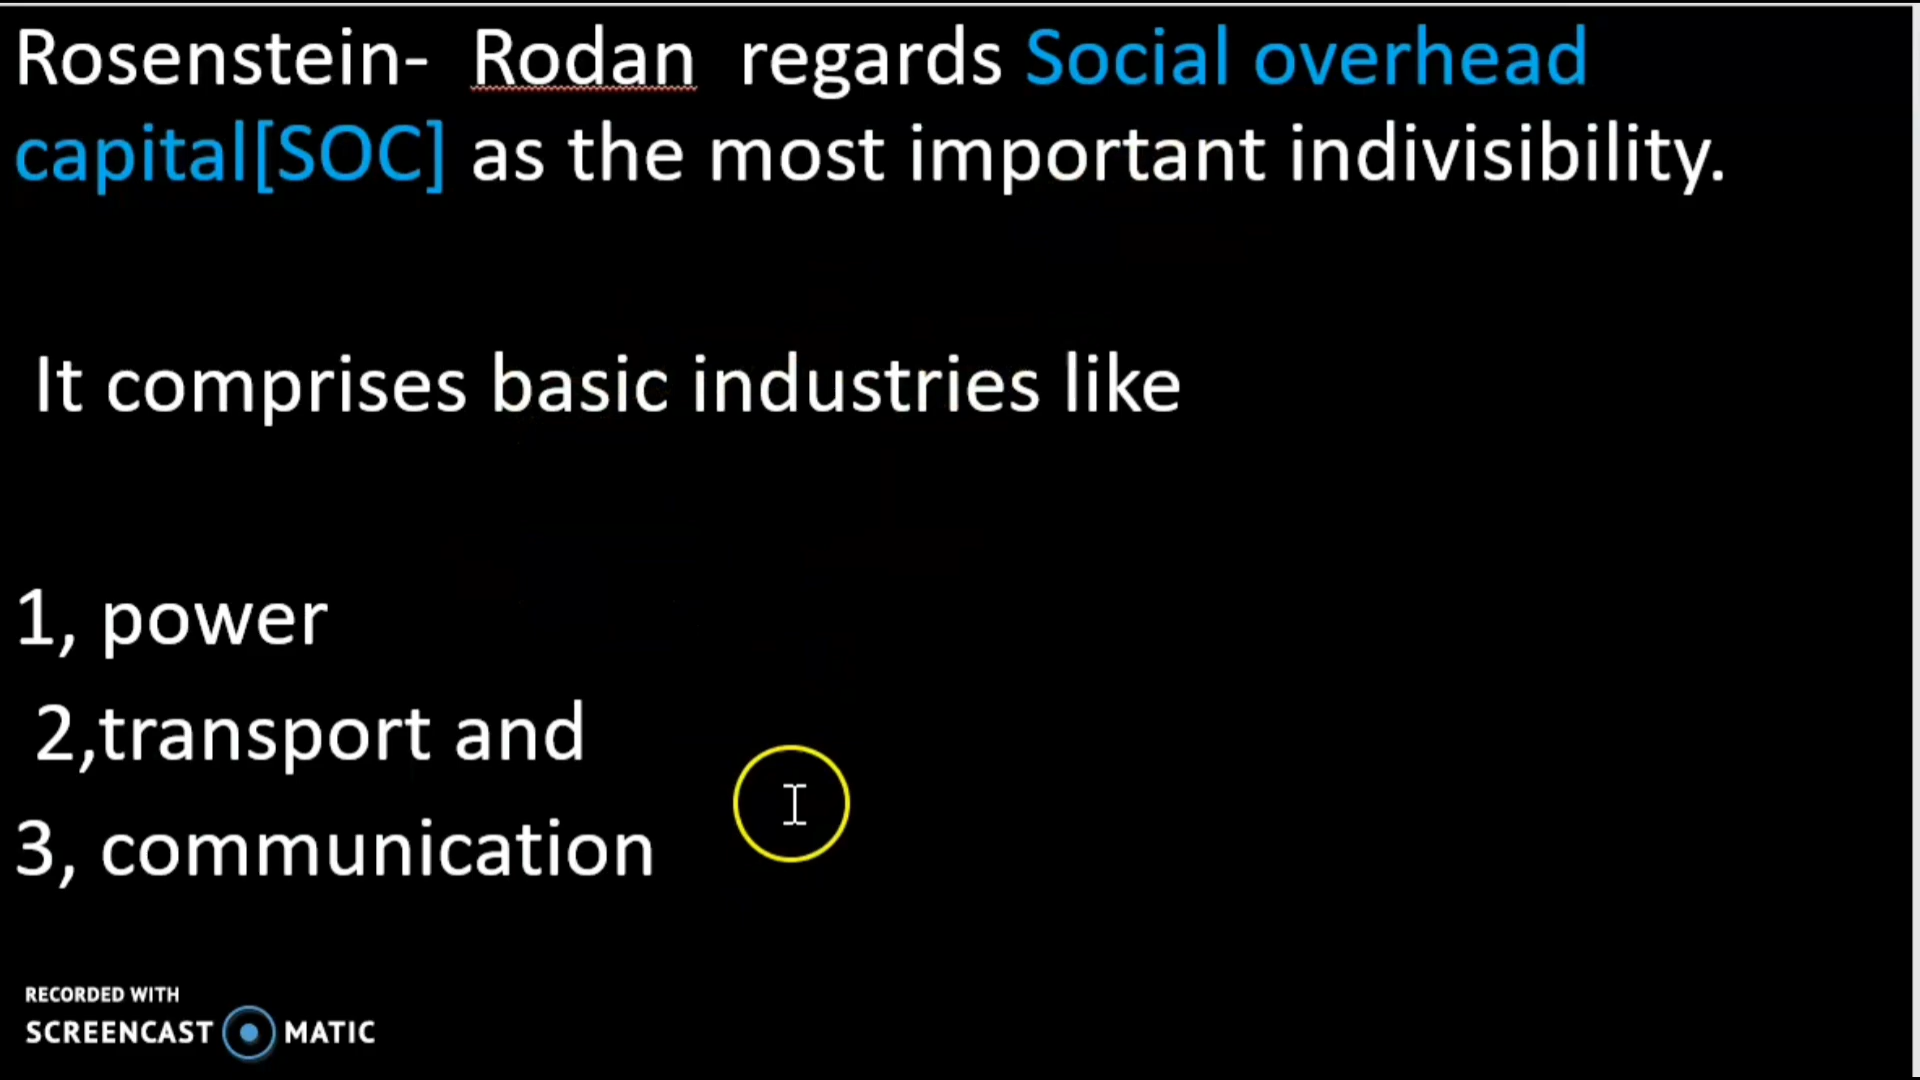 Rosenstein- Rodan regards Social overhead
capital[SOC] as the most important indivisibility.
It comprises basic industries like
1, power
2,transport and
3, communication
RECORDED WITH
SCREENCAST MATIC